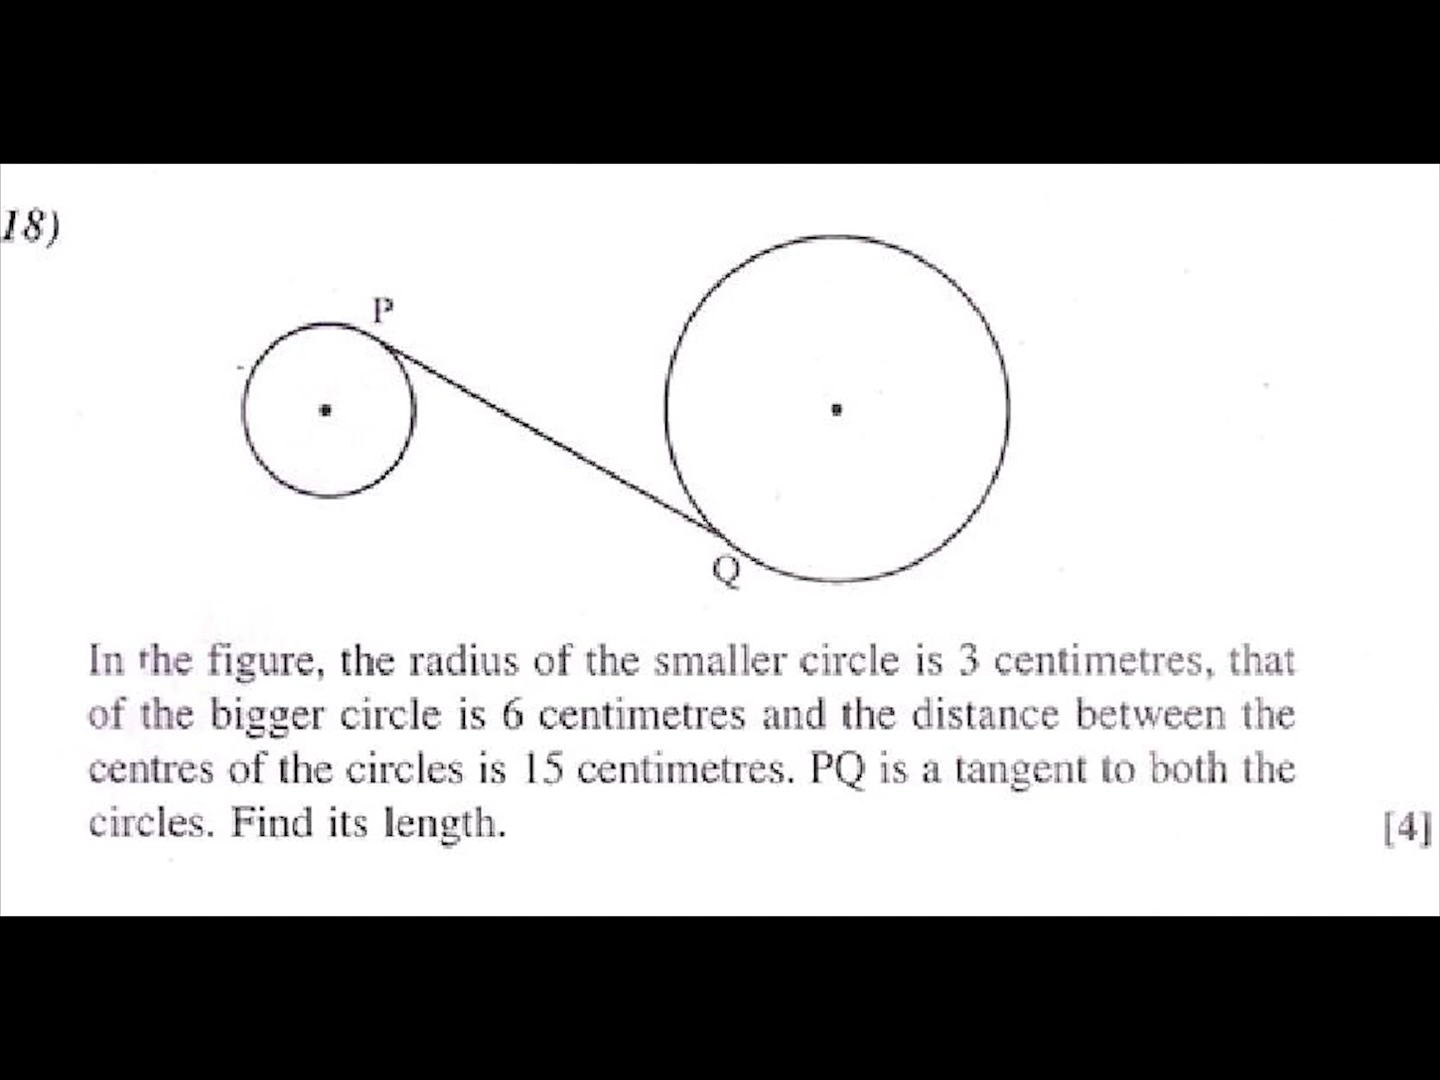 18)
P
Q
In the figure, the radius of the smaller circle is 3 centimetres, that
of the bigger circle is 6 centimetres and the distance between the
centres of the circles is 15 centimetres. PQ is a tangent to both the
circles. Find its length.
[4]